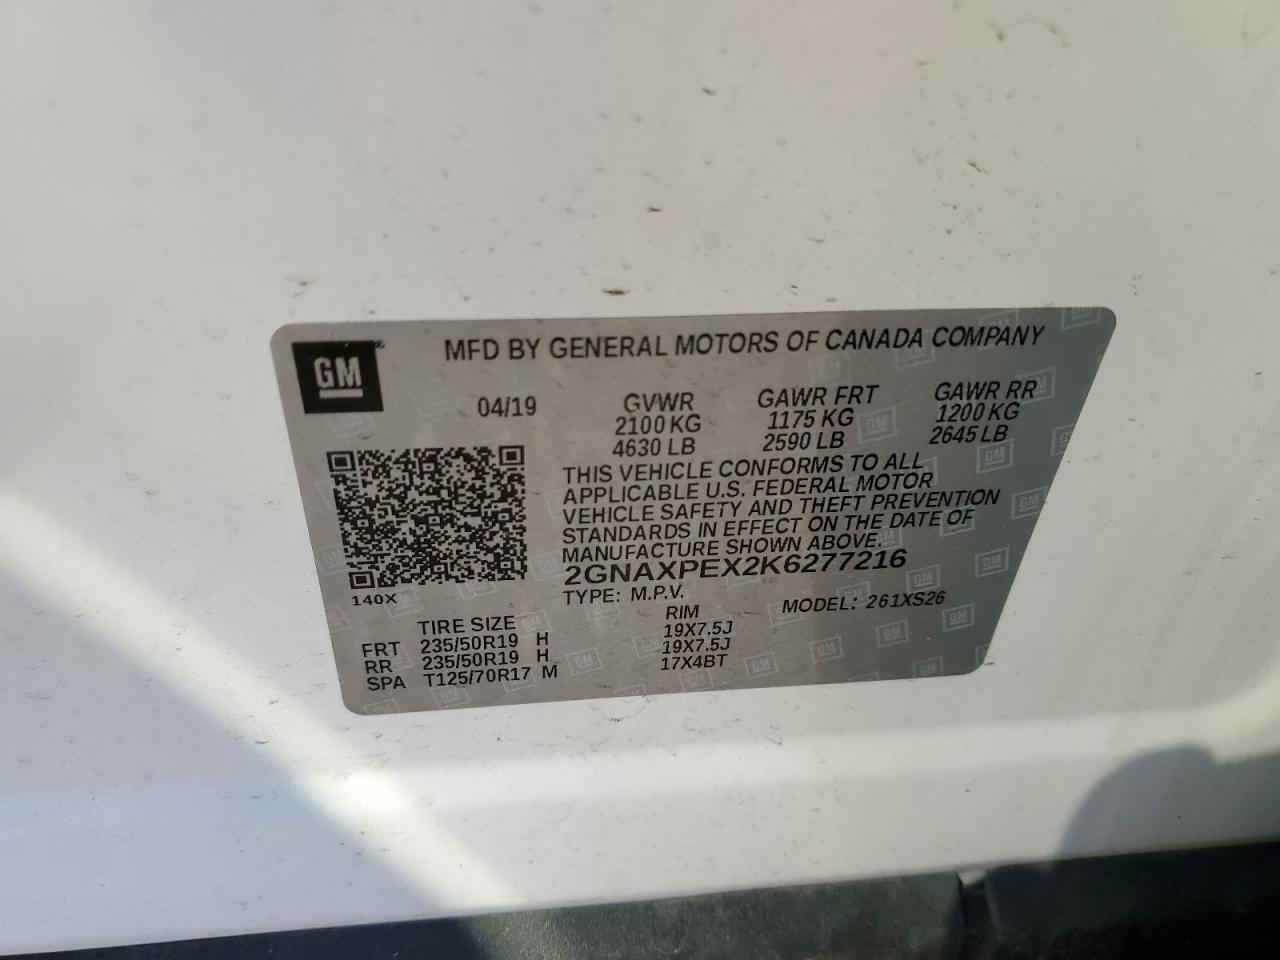 GM
MFD BY GENERAL MOTORS OF CANADA COMPANY
04/19
GVWR
2100 KG
4630 LB
GAWR FRT
1175 KG
2590 LB
GAWR RR
1200 KG
2645 LB
THIS VEHICLE CONFORMS TO ALL
APPLICABLE U.S. FEDERAL MOTOR
VEHICLE SAFETY AND THEFT PREVENTION
STANDARDS IN EFFECT ON THE DATE OF
MANUFACTURE SHOWN ABOVE.
2GNAXPEX2K6277216
TYPE: M.P.V.
MODEL: 261XS26
140X
TIRE SIZE RIM
FRT 235/50R19 H 19X7.5J
RR 235/50R19 H 19X7.5J
SPA T125/70R17 M 17X4BT